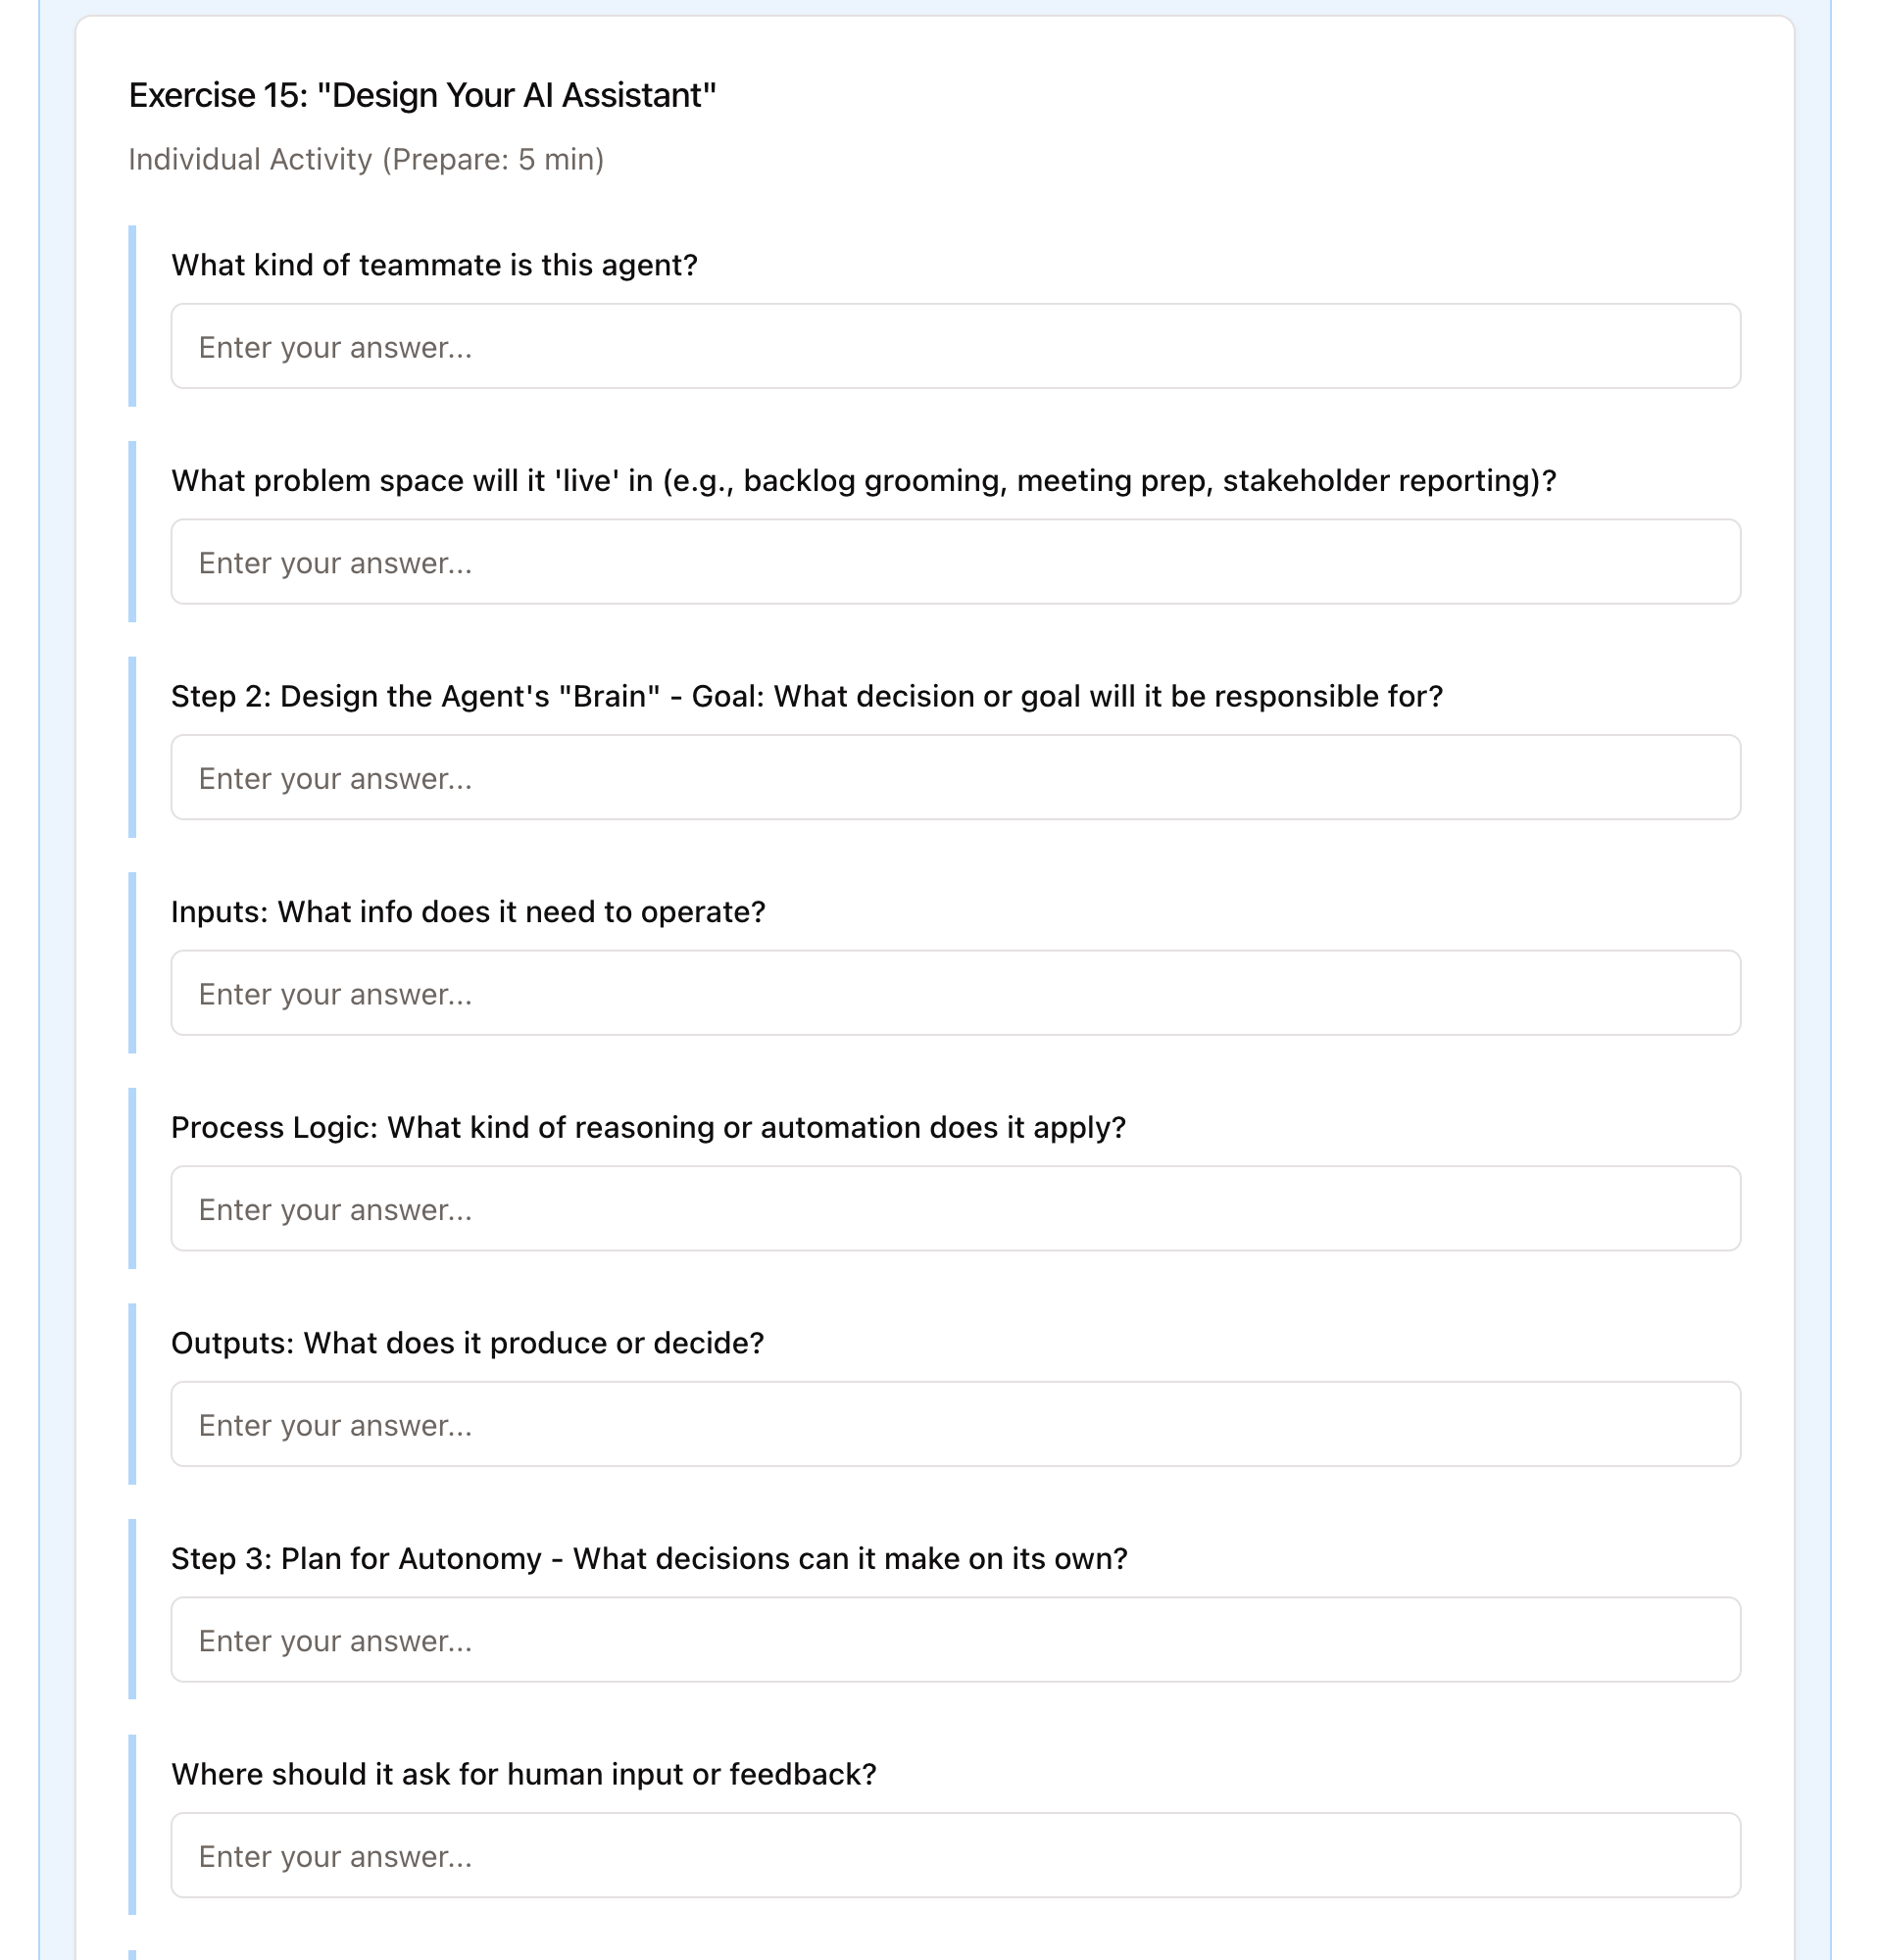 Exercise 15: "Design Your AI Assistant"
Individual Activity (Prepare: 5 min)
What kind of teammate is this agent?
Enter your answer...
What problem space will it 'live' in (e.g., backlog grooming, meeting prep, stakeholder reporting)?
Enter your answer...
Step 2: Design the Agent's "Brain" - Goal: What decision or goal will it be responsible for?
Enter your answer...
Inputs: What info does it need to operate?
Enter your answer...
Process Logic: What kind of reasoning or automation does it apply?
Enter your answer...
Outputs: What does it produce or decide?
Enter your answer...
Step 3: Plan for Autonomy - What decisions can it make on its own?
Enter your answer...
Where should it ask for human input or feedback?
Enter your answer...